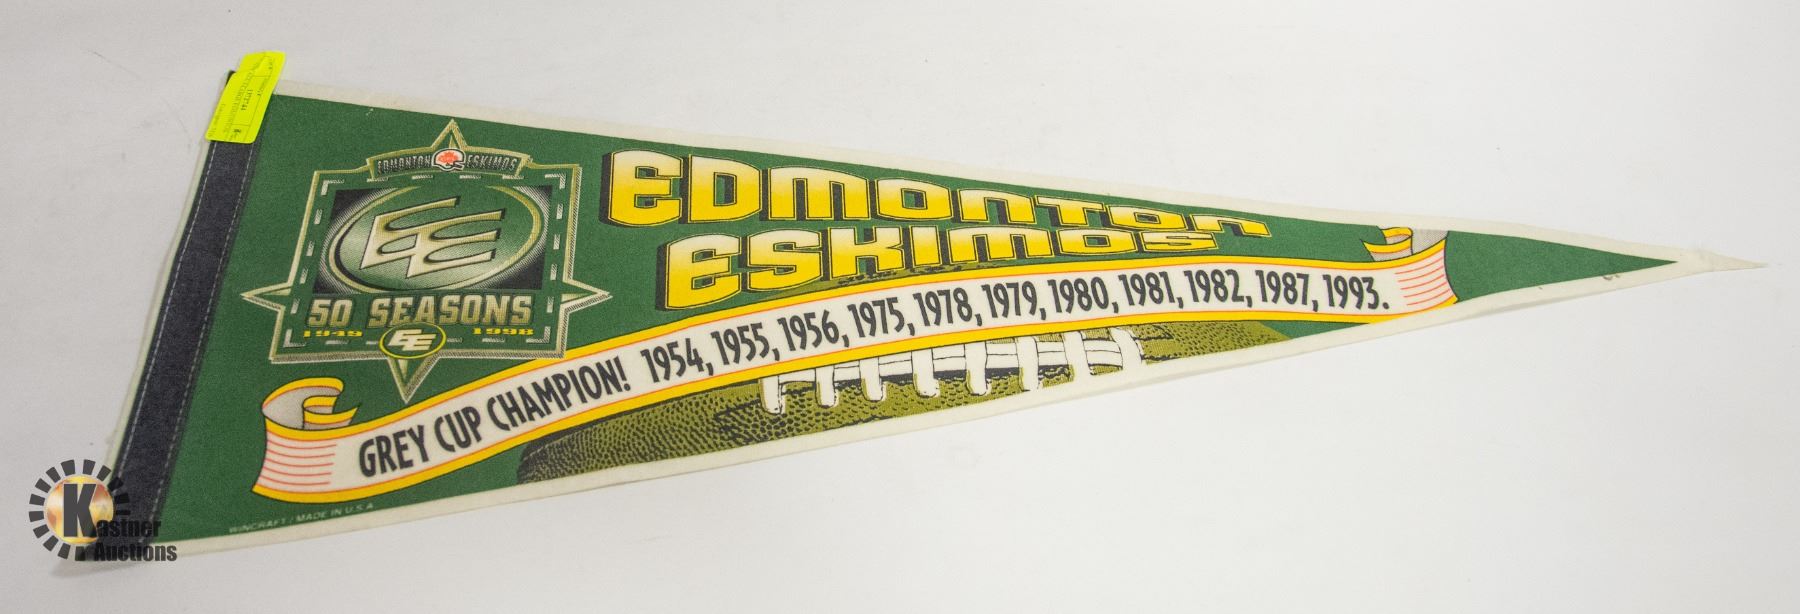 EDMONTON ESKIMOS
EE
50 SEASONS
1949 EE 1998
EDMONTON
ESKIMOS
GREY CUP CHAMPION! 1954, 1955, 1956, 1975, 1978, 1979, 1980, 1981, 1982, 1987, 1993.
WINCRAFT / MADE IN U.S.A.
Kastner
Auctions